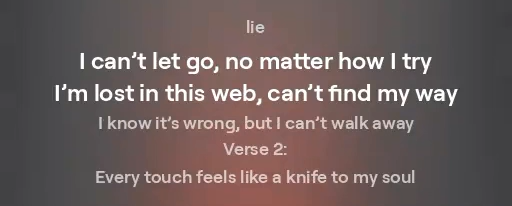 lie
I can’t let go, no matter how I try
I’m lost in this web, can’t find my way
I know it’s wrong, but I can’t walk away
Verse 2:
Every touch feels like a knife to my soul